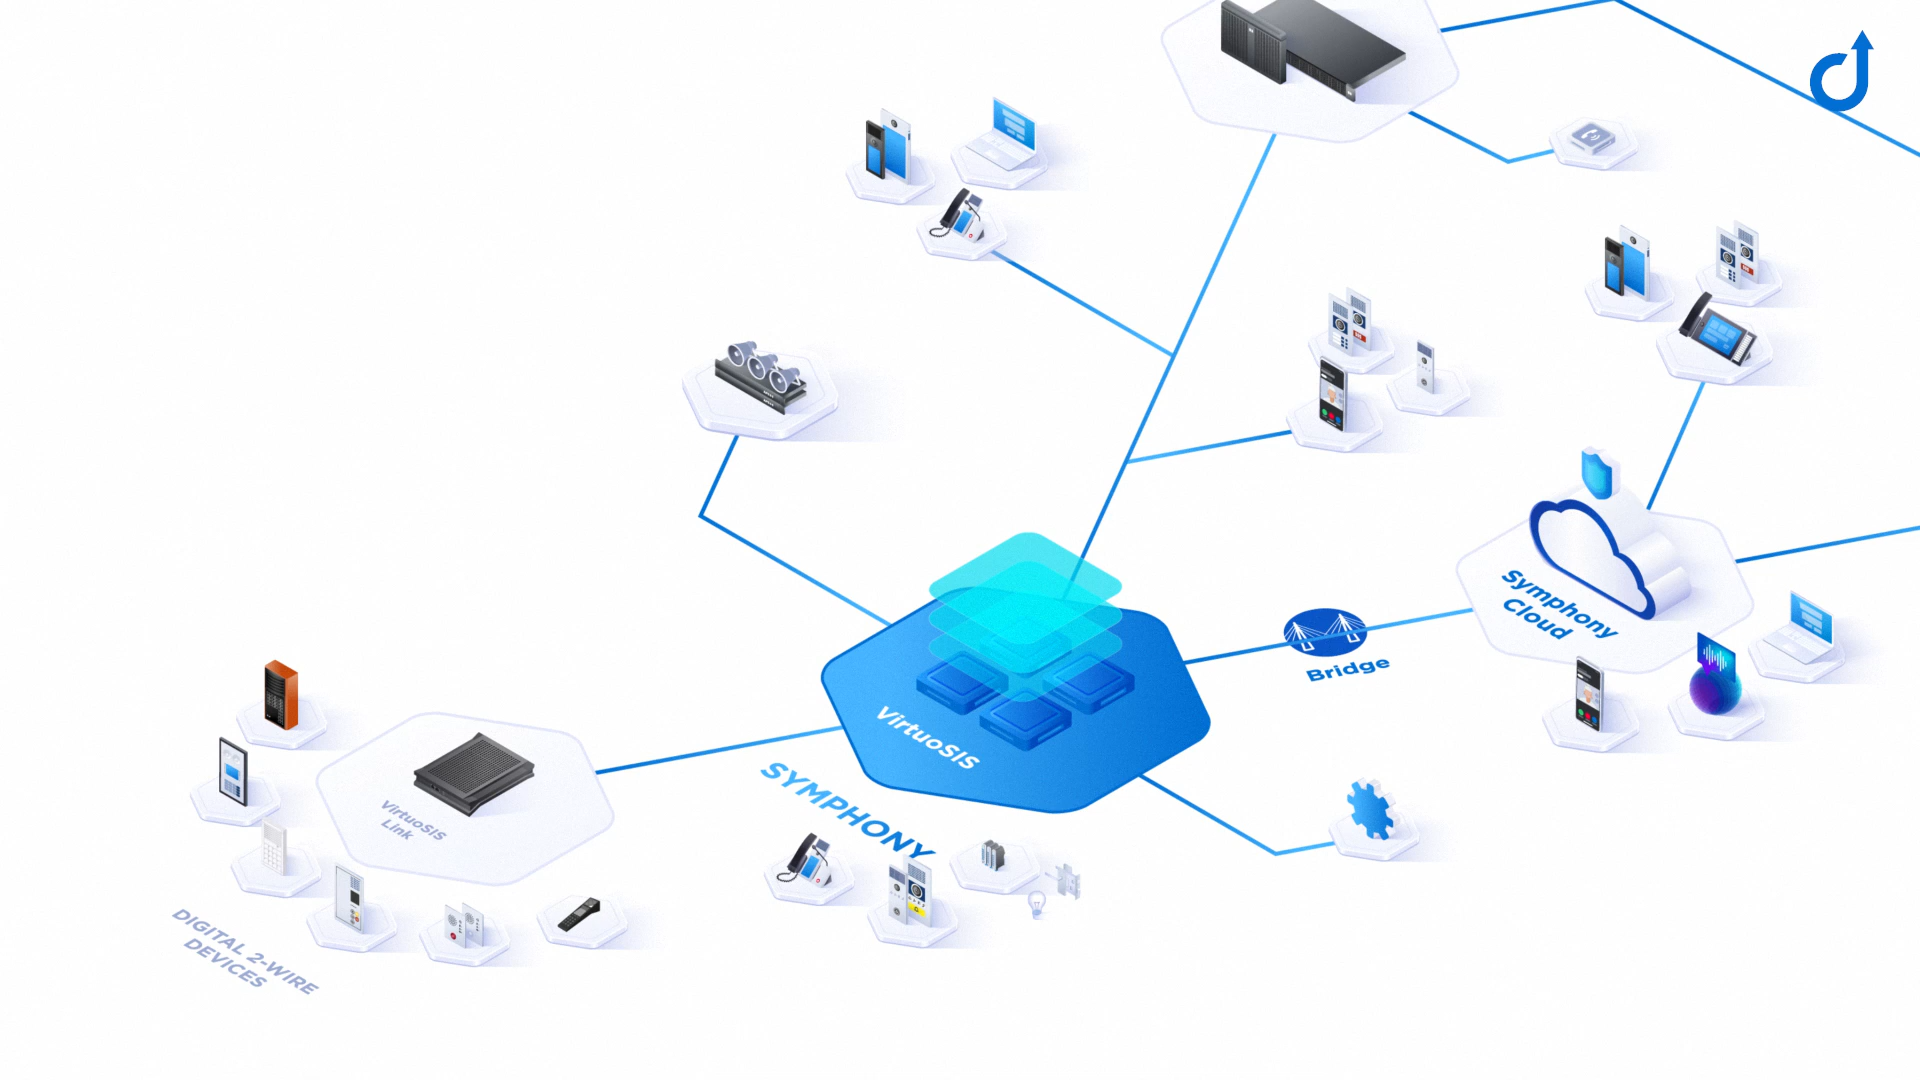 Symphony
Cloud
Bridge
VirtuoSIS
SYMPHONY
VirtuoSIS
Link
DIGITAL 2-WIRE
DEVICES